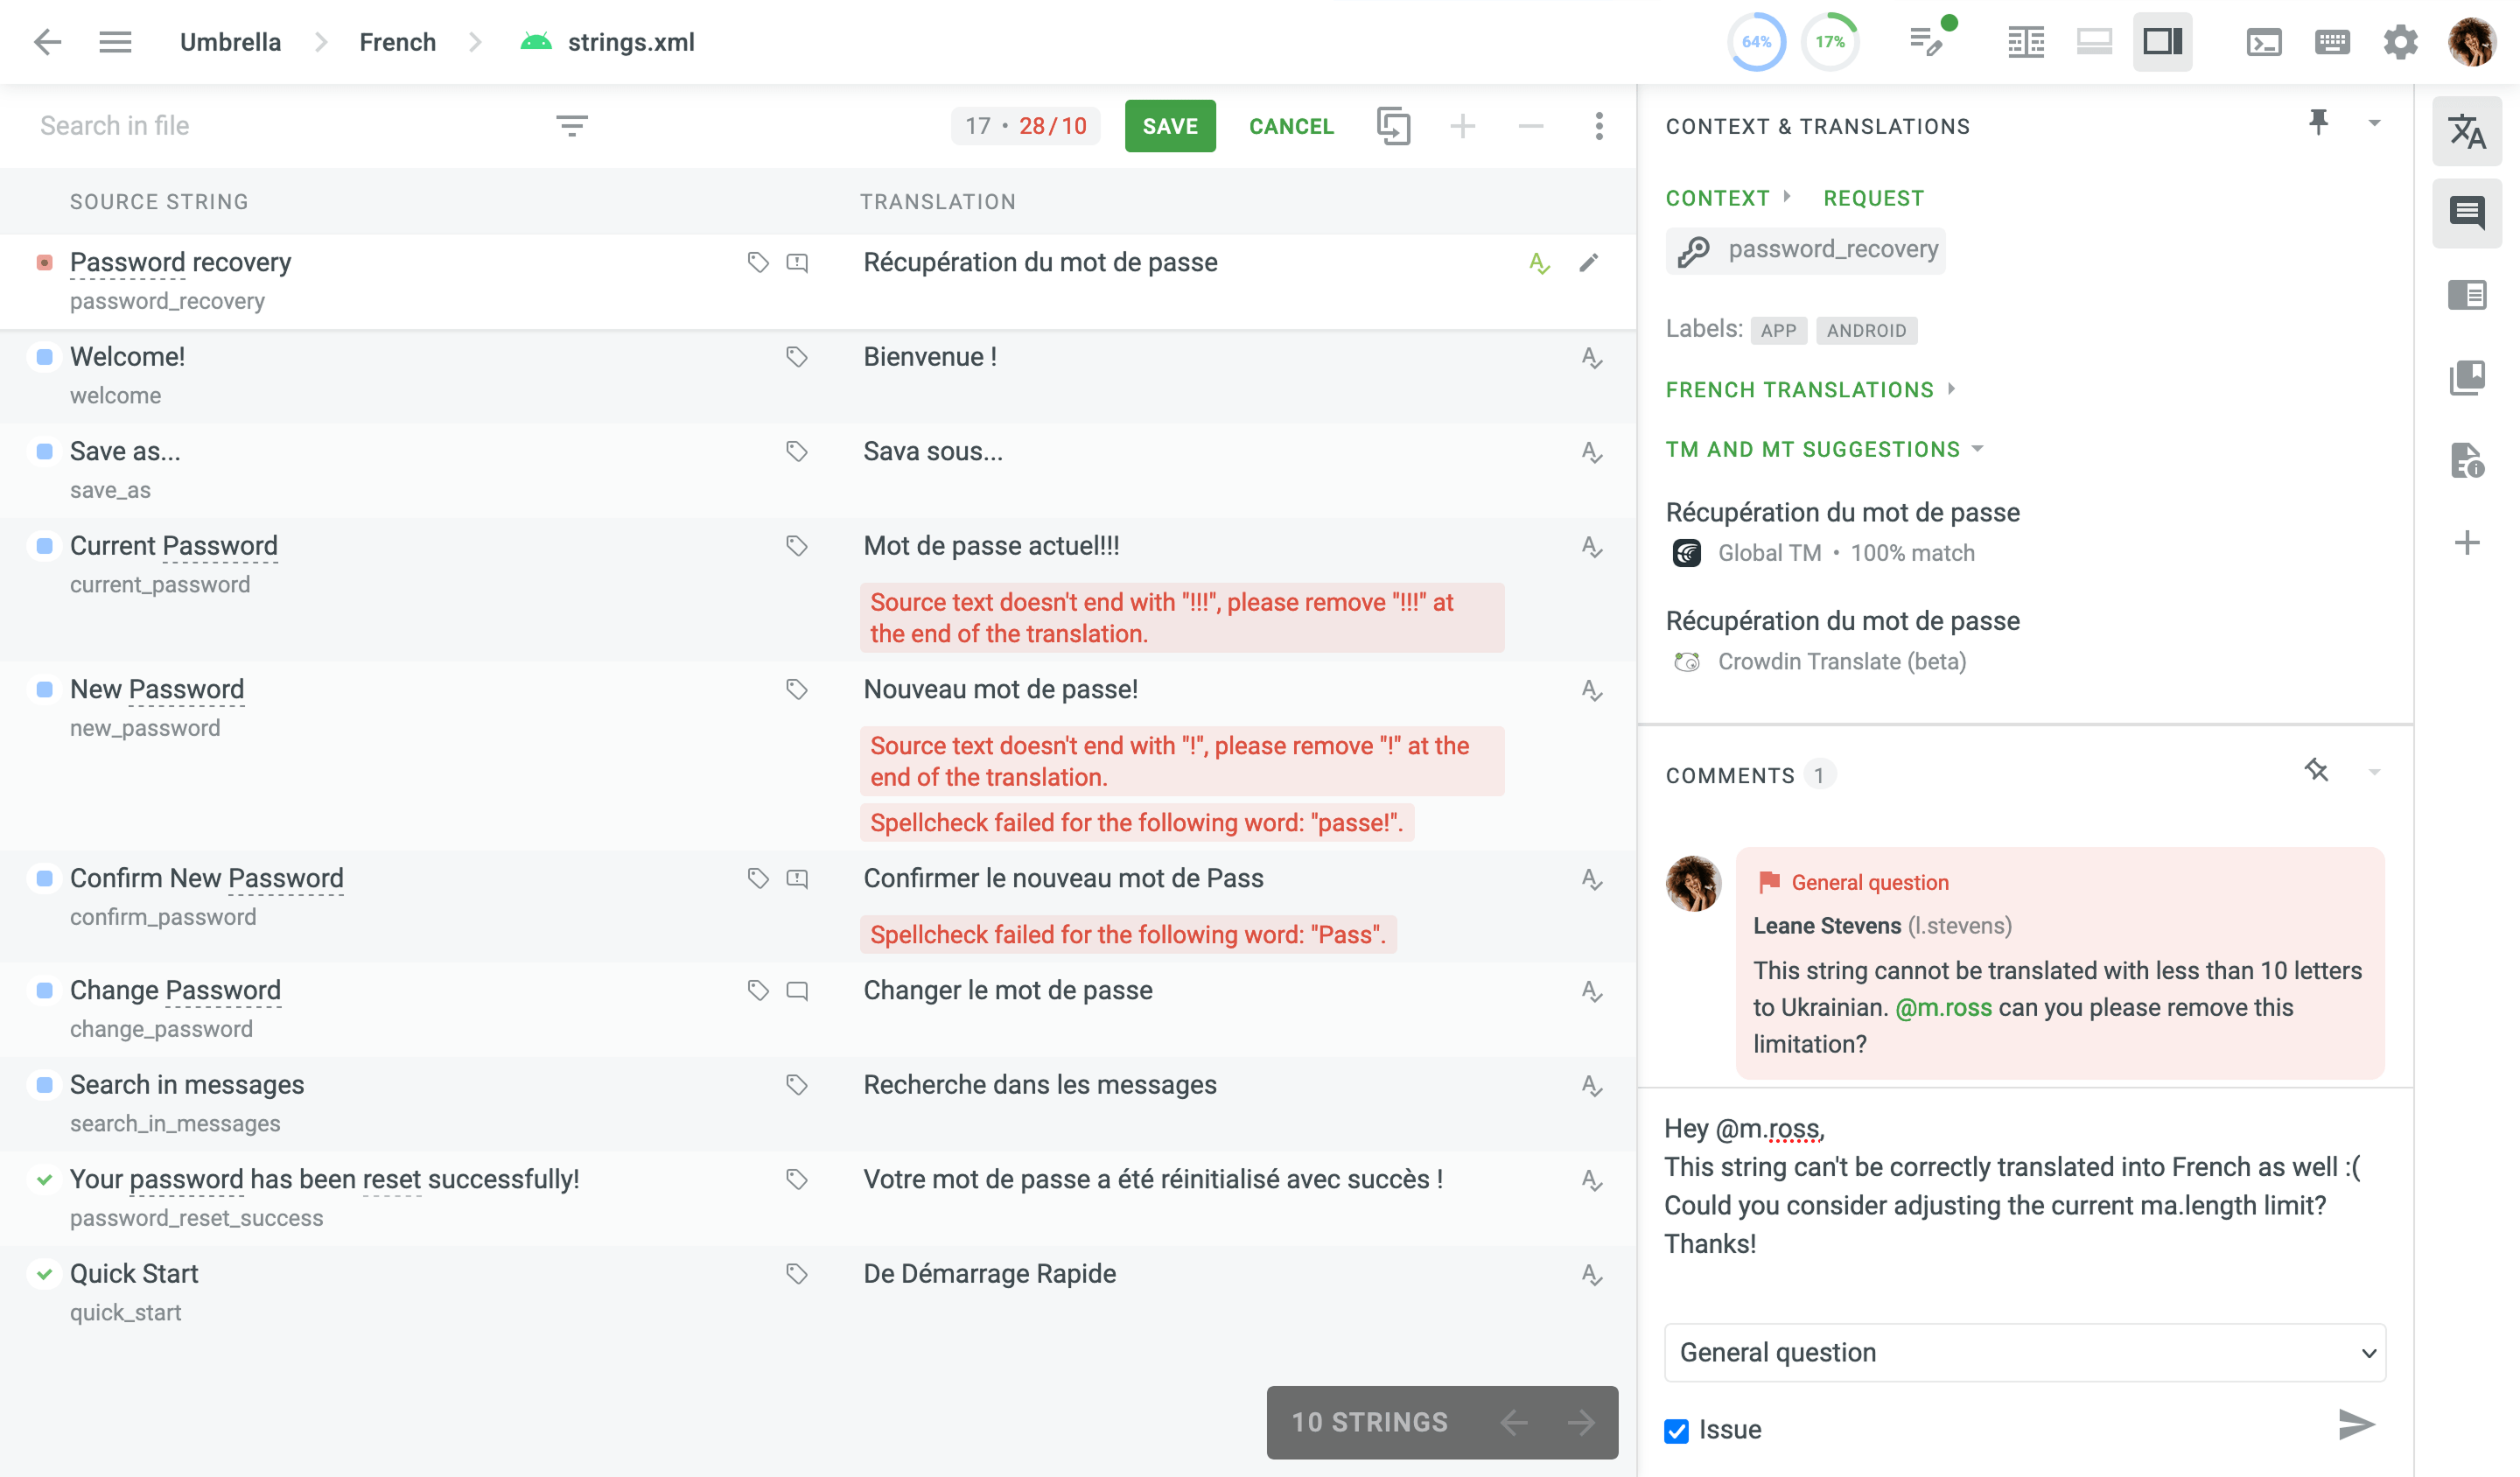 Umbrella
French
strings.xml
64%
17%
Search in file
17 • 28/10
SAVE
CANCEL
SOURCE STRING
TRANSLATION
Password recovery
password_recovery
Récupération du mot de passe
Welcome!
welcome
Bienvenue !
Save as...
save_as
Sava sous...
Current Password
current_password
Mot de passe actuel!!!
Source text doesn't end with "!!!", please remove "!!!" at
the end of the translation.
New Password
new_password
Nouveau mot de passe!
Source text doesn't end with "!", please remove "!" at the
end of the translation.
Spellcheck failed for the following word: "passe!".
Confirm New Password
confirm_password
Confirmer le nouveau mot de Pass
Spellcheck failed for the following word: "Pass".
Change Password
change_password
Changer le mot de passe
Search in messages
search_in_messages
Recherche dans les messages
Your password has been reset successfully!
password_reset_success
Votre mot de passe a été réinitialisé avec succès !
Quick Start
quick_start
De Démarrage Rapide
10 STRINGS
CONTEXT & TRANSLATIONS
CONTEXT
REQUEST
password_recovery
Labels: APP ANDROID
FRENCH TRANSLATIONS
TM AND MT SUGGESTIONS
Récupération du mot de passe
Global TM • 100% match
Récupération du mot de passe
Crowdin Translate (beta)
COMMENTS 1
General question
Leane Stevens (l.stevens)
This string cannot be translated with less than 10 letters
to Ukrainian. @m.ross can you please remove this
limitation?
Hey @m.ross,
This string can't be correctly translated into French as well :(
Could you consider adjusting the current ma.length limit?
Thanks!
General question
Issue